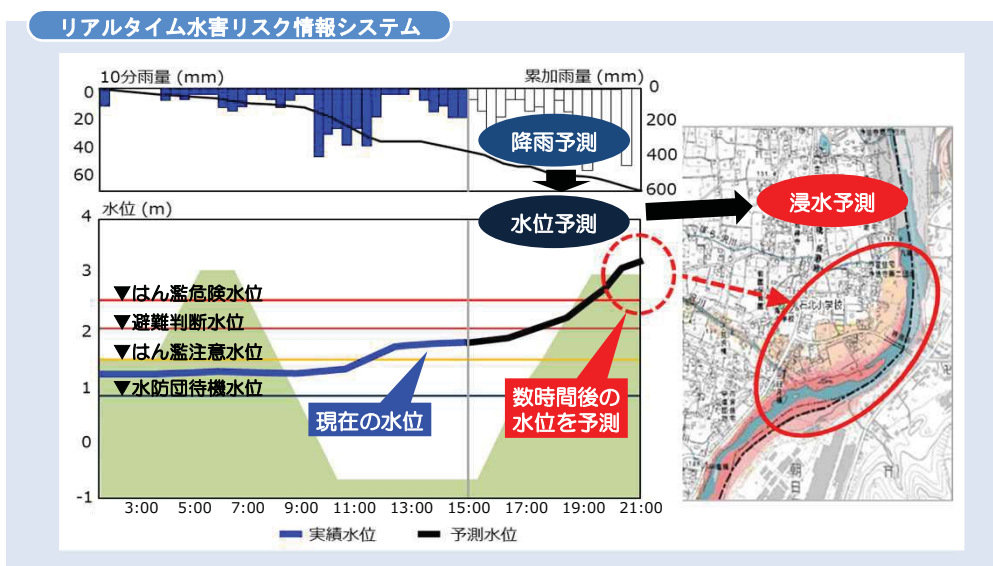 リアルタイム水害リスク情報システム
10分雨量 (mm)
累加雨量 (mm)
0
20
40
60
0
200
400
600
降雨予測
水位予測
浸水予測
水位 (m)
4
3
2
1
0
-1
▼はん濫危険水位
▼避難判断水位
▼はん濫注意水位
▼水防団待機水位
現在の水位
数時間後の
水位を予測
3:00 5:00 7:00 9:00 11:00 13:00 15:00 17:00 19:00 21:00
実績水位 予測水位
小学校
朝
日